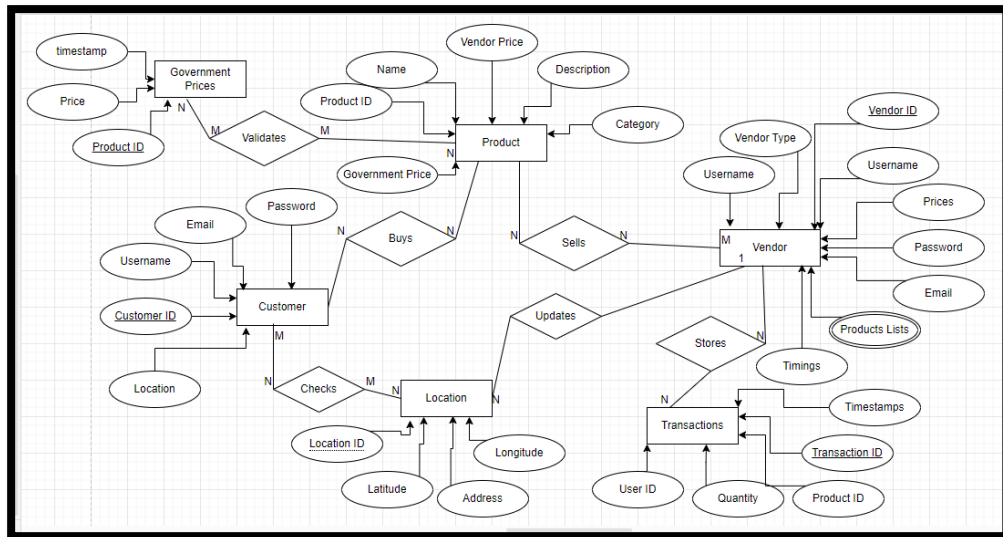 Vendor Price
timestamp
Government
Prices
Name
Description
Price
Product ID
N
M
Validates
M
Product
Category
Vendor ID
Product ID
N
Vendor Type
Government Price
Username
Username
Password
Prices
Email
N
Buys
N
N
Sells
N
M
Vendor
1
Password
Username
Customer
Updates
Email
Customer ID
M
N
Stores
Products Lists
Location
N
Checks
M
N
Location
N
Timings
N
Timestamps
Transactions
Location ID
Longitude
Transaction ID
Latitude
Address
User ID
Quantity
Product ID